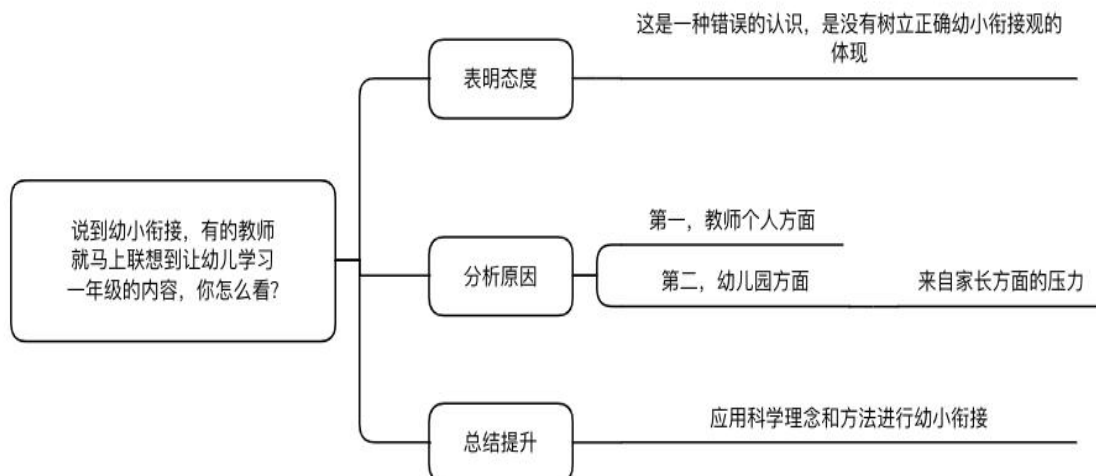 说到幼小衔接，有的教师
就马上联想到让幼儿学习
一年级的内容，你怎么看?
表明态度
这是一种错误的认识，是没有树立正确幼小衔接观的
体现
分析原因
第一，教师个人方面
第二，幼儿园方面
来自家长方面的压力
总结提升
应用科学理念和方法进行幼小衔接